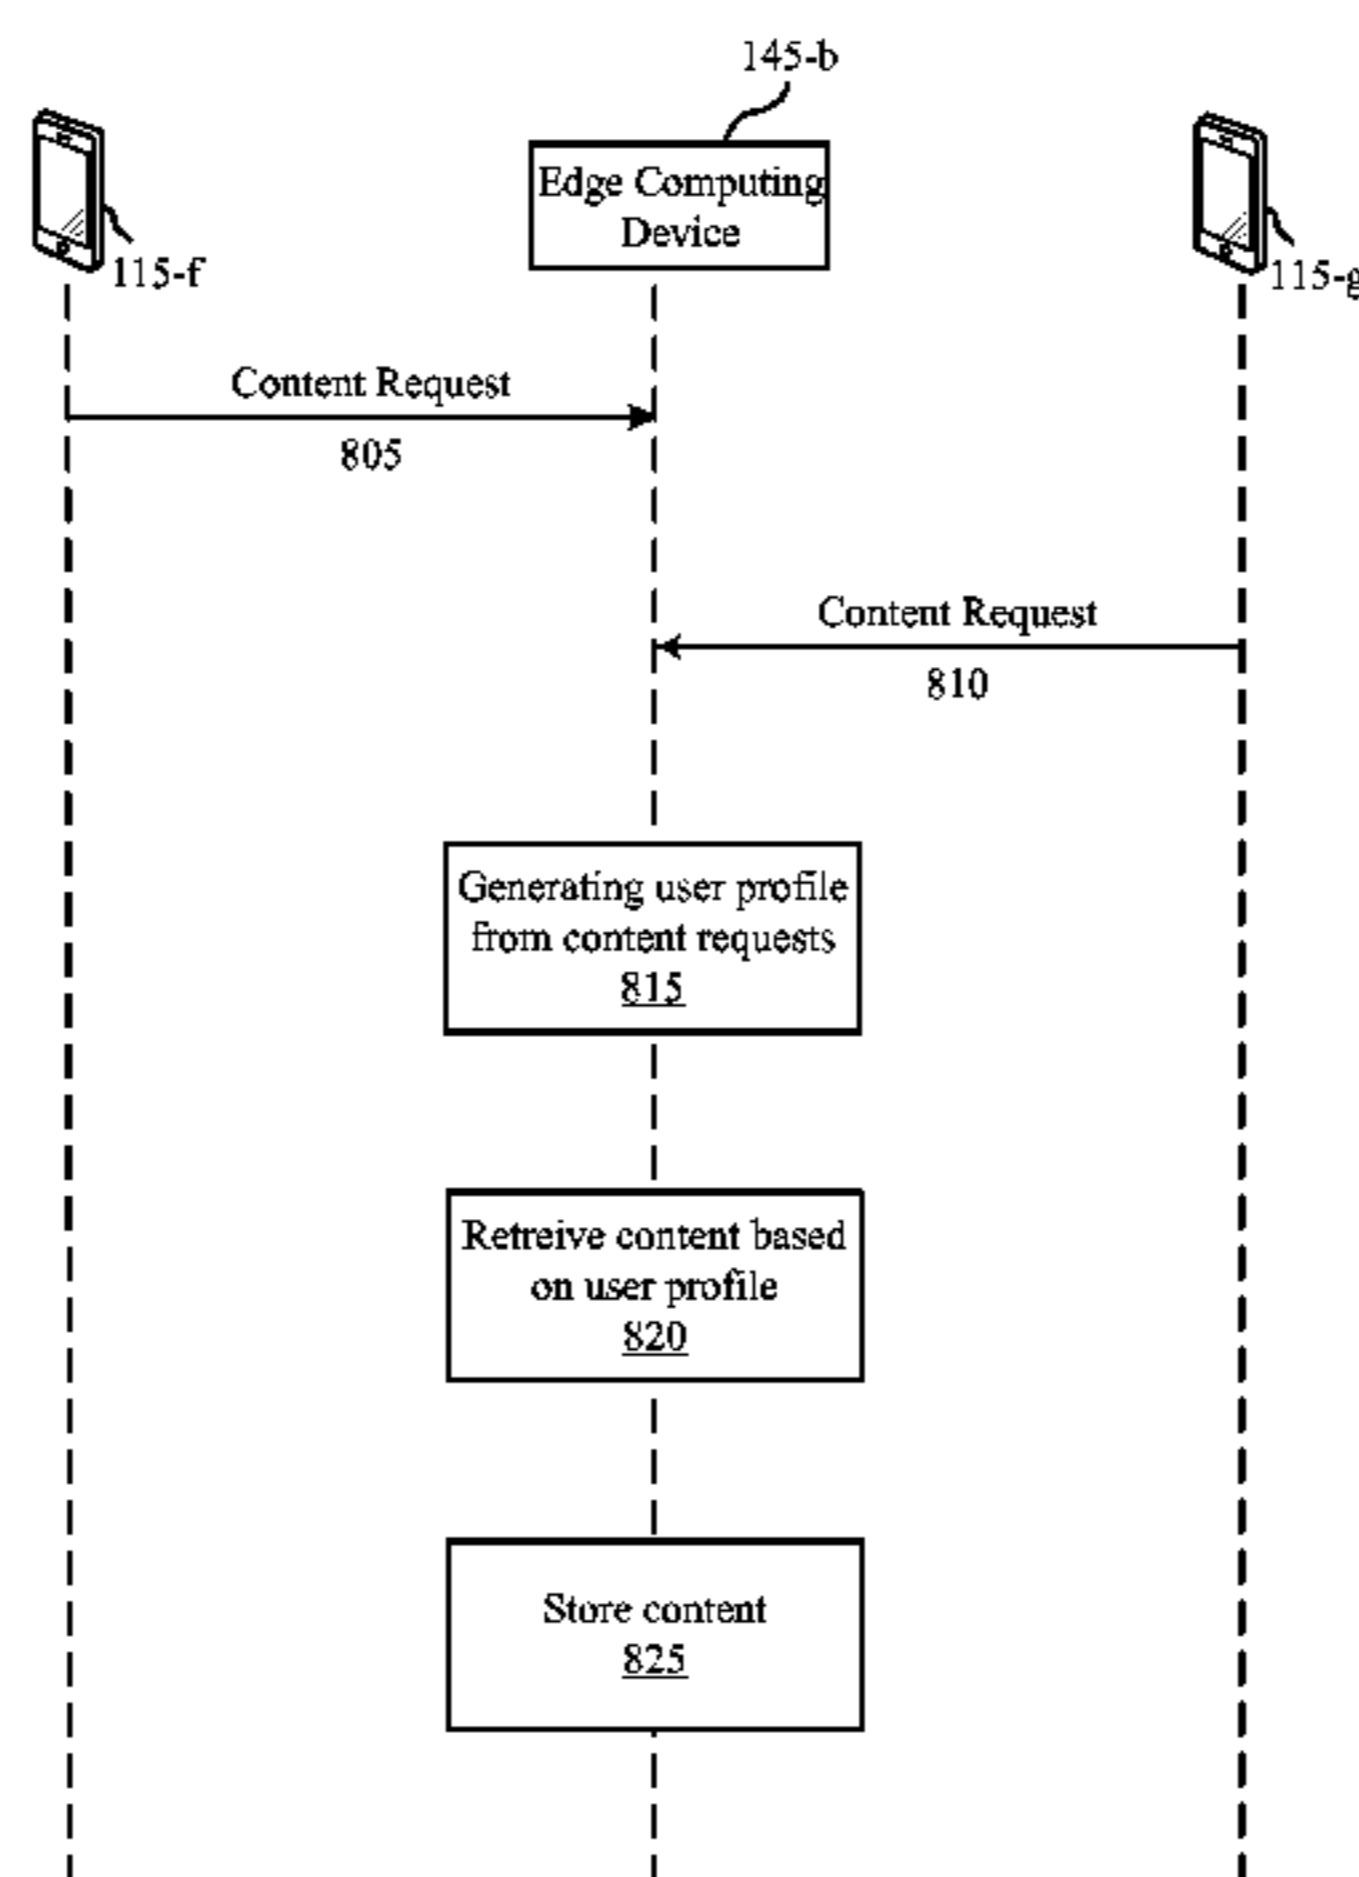 145-b
Edge Computing
Device
115-f
115-g
Content Request
805
Content Request
810
Generating user profile
from content requests
815
Retreive content based
on user profile
820
Store content
825